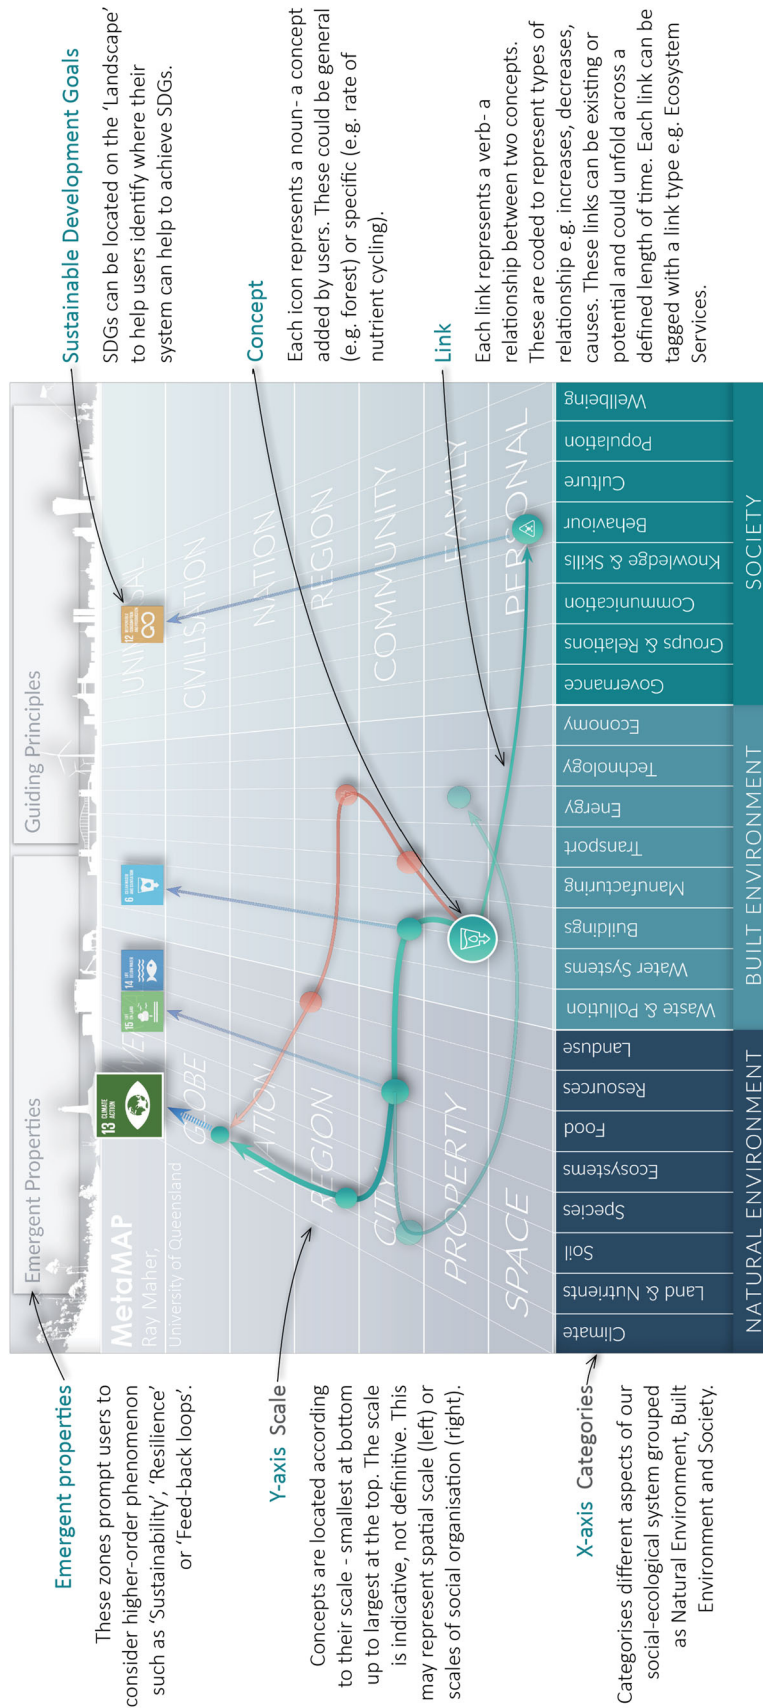 Emergent properties
These zones prompt users to
consider higher-order phenomenon
such as ‘Sustainability’, ‘Resilience’
or ‘Feed-back loops’.
Y-axis Scale
Concepts are located according
to their scale - smallest at bottom
up to largest at the top. The scale
is indicative, not definitive. This
may represent spatial scale (left) or
scales of social organisation (right).
X-axis Categories
Categorises different aspects of our
social-ecological system grouped
as Natural Environment, Built
Environment and Society.
Emergent Properties
Guiding Principles
MetaMAP
Ray Maher,
University of Queensland
13 CLIMATE
ACTION
15
14
6
12
GLOBE
NATION
REGION
CITY
PROPERTY
SPACE
CIVILISATION
NATION
REGION
COMMUNITY
FAMILY
PERSONAL
Climate
Land & Nutrients
Soil
Species
Ecosystems
Food
Resources
Landuse
Waste & Pollution
Water Systems
Buildings
Manufacturing
Transport
Energy
Technology
Economy
Governance
Groups & Relations
Communication
Knowledge & Skills
Behaviour
Culture
Population
Wellbeing
NATURAL ENVIRONMENT
BUILT ENVIRONMENT
SOCIETY
Sustainable Development Goals
SDGs can be located on the ‘Landscape’
to help users identify where their
system can help to achieve SDGs.
Concept
Each icon represents a noun- a concept
added by users. These could be general
(e.g. forest) or specific (e.g. rate of
nutrient cycling).
Link
Each link represents a verb- a
relationship between two concepts.
These are coded to represent types of
relationship e.g. increases, decreases,
causes. These links can be existing or
potential and could unfold across a
defined length of time. Each link can be
tagged with a link type e.g. Ecosystem
Services.